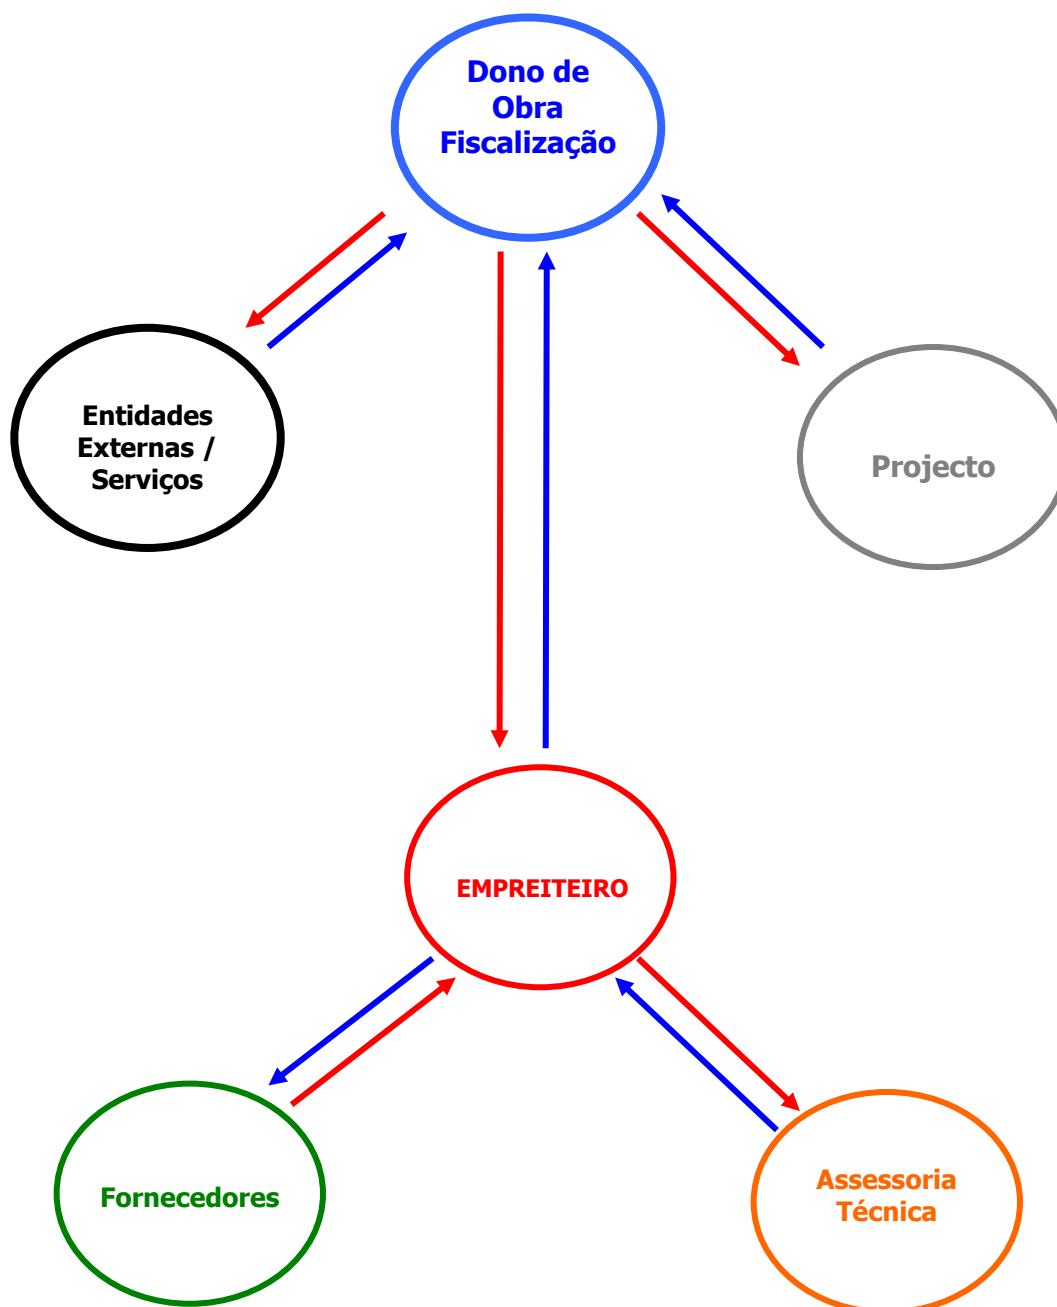 Dono de
Obra
Fiscalização
Entidades
Externas /
Serviços
Projecto
EMPREITEIRO
Fornecedores
Assessoria
Técnica